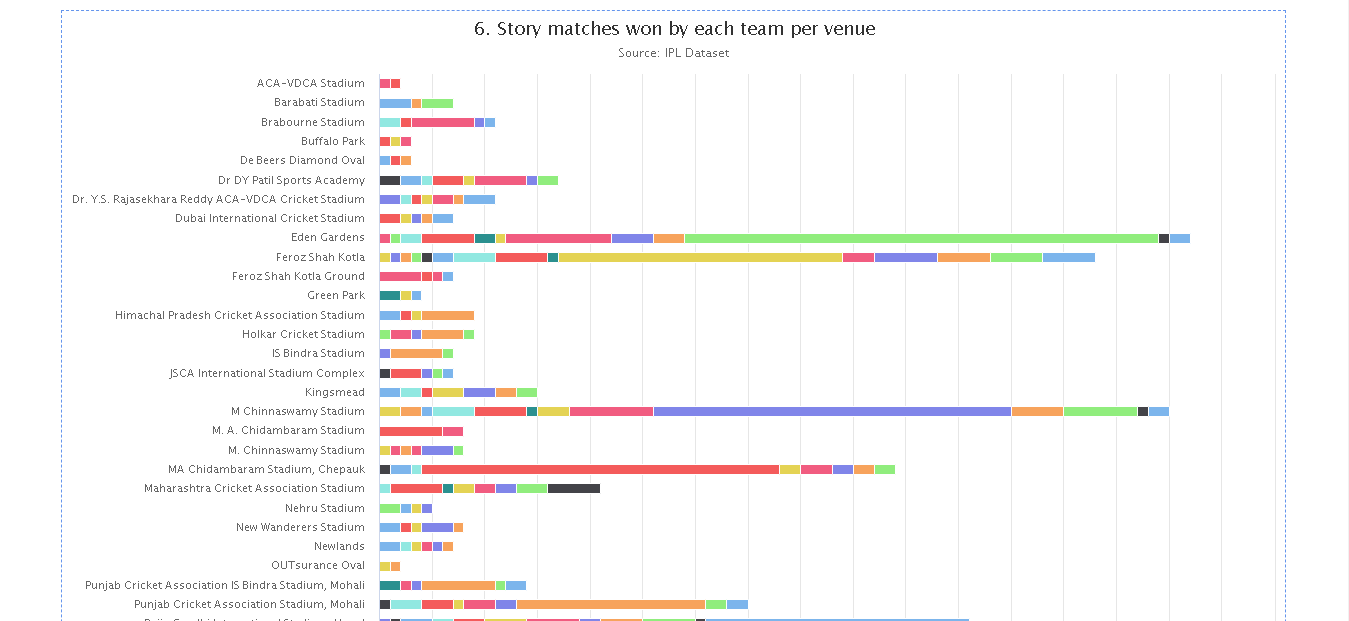 6. Story matches won by each team per venue
Source: IPL Dataset
ACA-VDCA Stadium
Barabati Stadium
Brabourne Stadium
Buffalo Park
De Beers Diamond Oval
Dr DY Patil Sports Academy
Dr. Y.S. Rajasekhara Reddy ACA-VDCA Cricket Stadium
Dubai International Cricket Stadium
Eden Gardens
Feroz Shah Kotla
Feroz Shah Kotla Ground
Green Park
Himachal Pradesh Cricket Association Stadium
Holkar Cricket Stadium
IS Bindra Stadium
JSCA International Stadium Complex
Kingsmead
M Chinnaswamy Stadium
M. A. Chidambaram Stadium
M. Chinnaswamy Stadium
MA Chidambaram Stadium, Chepauk
Maharashtra Cricket Association Stadium
Nehru Stadium
New Wanderers Stadium
Newlands
OUTsurance Oval
Punjab Cricket Association IS Bindra Stadium, Mohali
Punjab Cricket Association Stadium, Mohali